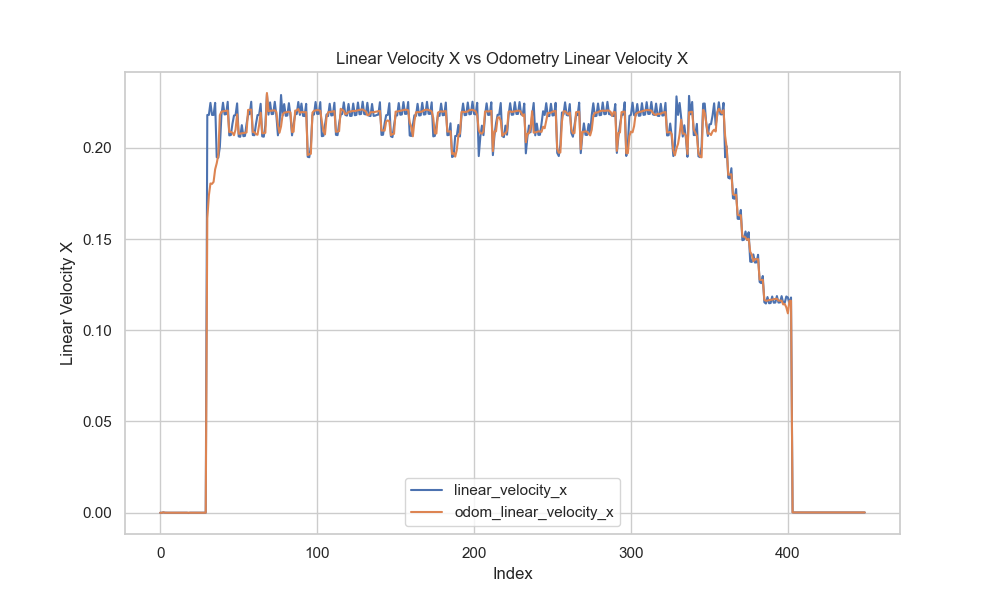 Linear Velocity X vs Odometry Linear Velocity X
Linear Velocity X
0.20
0.15
0.10
0.05
0.00
linear_velocity_x
odom_linear_velocity_x
0
100
200
300
400
Index